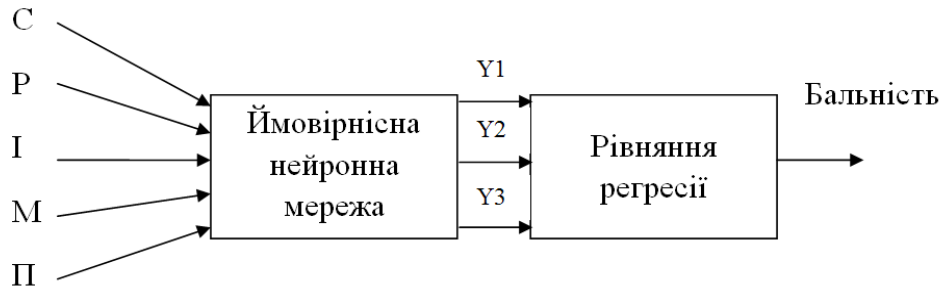 С
Р
І
М
П
Ймовірнісна
нейронна
мережа
Y1
Y2
Y3
Рівняння
регресії
Бальність